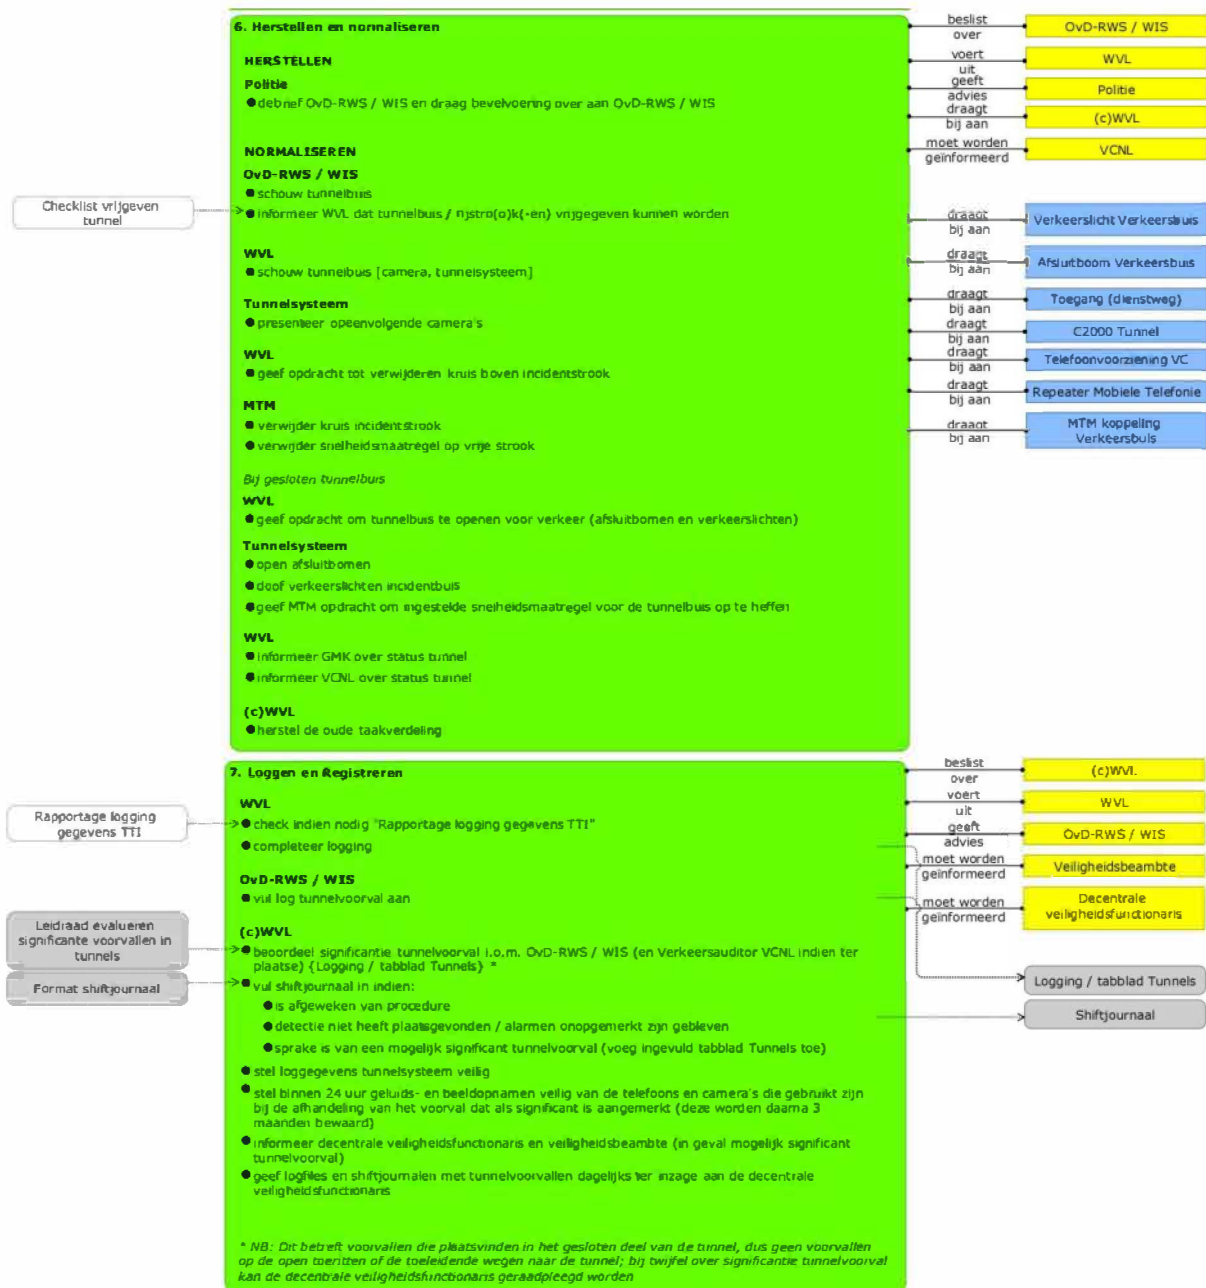 6. Herstellen en normaliseren
HERSTELLEN
Politie
● debrief OvD-RWS / WIS en draag bevelvoering over aan OvD-RWS / WIS
NORMALISEREN
OvD-RWS / WIS
● schouw tunnelbuis
● informeer WVL dat tunnelbuis / rijstro(o)k(-en) vrijgegeven kunnen worden
WVL
● schouw tunnelbuis [camera, tunnelsysteem]
Tunnelsysteem
● presenteer opeenvolgende camera's
WVL
● geef opdracht tot verwijderen kruis boven incidentstrook
MTM
● verwijder kruis incidentstrook
● verwijder snelheidsmaatregel op vrije strook
Bij gesloten tunnelbuis
WVL
● geef opdracht om tunnelbuis te openen voor verkeer (afsluitbomen en verkeerslichten)
Tunnelsysteem
● open afsluitbomen
● doof verkeerslichten incidentbuis
● geef MTM opdracht om ingestelde snelheidsmaatregel voor de tunnelbuis op te heffen
WVL
● informeer GMK over status tunnel
● informeer VCNL over status tunnel
(c)WVL
● herstel de oude taakverdeling
Checklist vrijgeven
tunnel
beslist
over
OvD-RWS / WIS
voert
uit
WVL
geeft
advies
Politie
draagt
bij aan
(c)WVL
moet worden
geïnformeerd
VCNL
draagt
bij aan
Verkeerslicht Verkeersbuis
draagt
bij aan
Afsluitboom Verkeersbuis
draagt
bij aan
Toegang (dienstweg)
draagt
bij aan
C2000 Tunnel
draagt
bij aan
Telefoonvoorziening VC
draagt
bij aan
Repeater Mobiele Telefonie
draagt
bij aan
MTM koppeling
Verkeersbuis
7. Loggen en Registreren
WVL
● check indien nodig "Rapportage logging gegevens TTI"
● completeer logging
OvD-RWS / WIS
● vul log tunnelvoorval aan
(c)WVL
● beoordeel significantie tunnelvoorval i.o.m. OvD-RWS / WIS (en Verkeersauditor VCNL indien ter
plaatse) {Logging / tabblad Tunnels} *
● vul shiftjournaal in indien:
● is afgeweken van procedure
● detectie niet heeft plaatsgevonden / alarmen onopgemerkt zijn gebleven
● sprake is van een mogelijk significant tunnelvoorval (voeg ingevuld tabblad Tunnels toe)
● stel loggegevens tunnelsysteem veilig
● stel binnen 24 uur geluids- en beeldopnamen veilig van de telefoons en camera's die gebruikt zijn
bij de afhandeling van het voorval dat als significant is aangemerkt (deze worden daarna 3
maanden bewaard)
● informeer decentrale veiligheidsfunctionaris en veiligheidsbeambte (in geval mogelijk significant
tunnelvoorval)
● geef logfiles en shiftjournalen met tunnelvoorvallen dagelijks ter inzage aan de decentrale
veiligheidsfunctionaris
* NB: Dit betreft voorvallen die plaatsvinden in het gesloten deel van de tunnel, dus geen voorvallen
op de open toeritten of de toeleidende wegen naar de tunnel; bij twijfel over significantie tunnelvoorval
kan de decentrale veiligheidsfunctionaris geraadpleegd worden
Rapportage logging
gegevens TTI
Leidraad evalueren
significante voorvallen in
tunnels
Format shiftjournaal
beslist
over
(c)WVL
voert
uit
WVL
geeft
advies
OvD-RWS / WIS
moet worden
geïnformeerd
Veiligheidsbeambte
moet worden
geïnformeerd
Decentrale
veiligheidsfunctionaris
Logging / tabblad Tunnels
Shiftjournaal